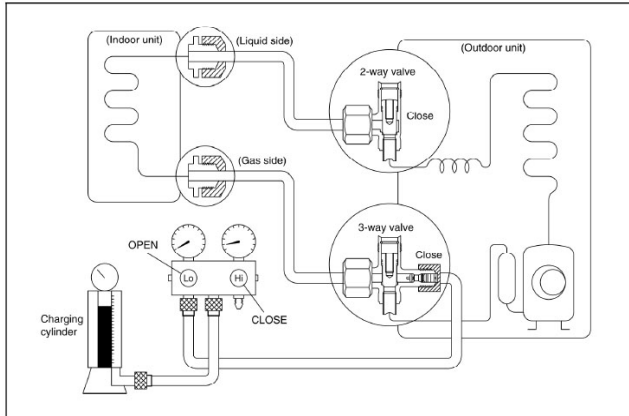 (Indoor unit)
(Liquid side)
(Outdoor unit)
2-way valve
Close
(Gas side)
3-way valve
Close
OPEN
Lo
Hi
CLOSE
Charging
cylinder